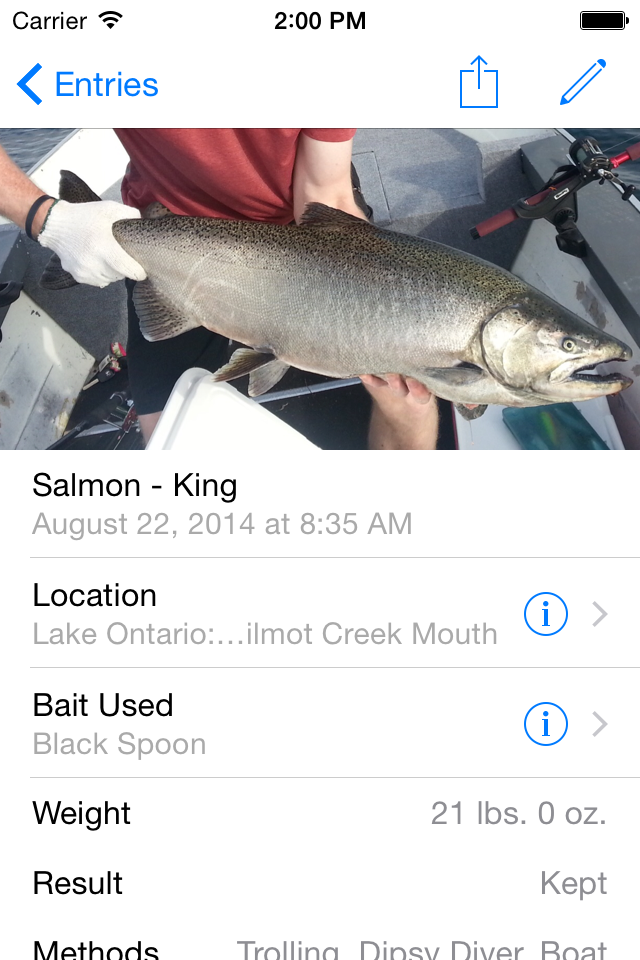 Carrier 2:00 PM
Entries
Salmon - King
August 22, 2014 at 8:35 AM
Location
Lake Ontario:...ilmot Creek Mouth
Bait Used
Black Spoon
Weight 21 lbs. 0 oz.
Result Kept
Methods Trolling, Dipsy Diver, Boat